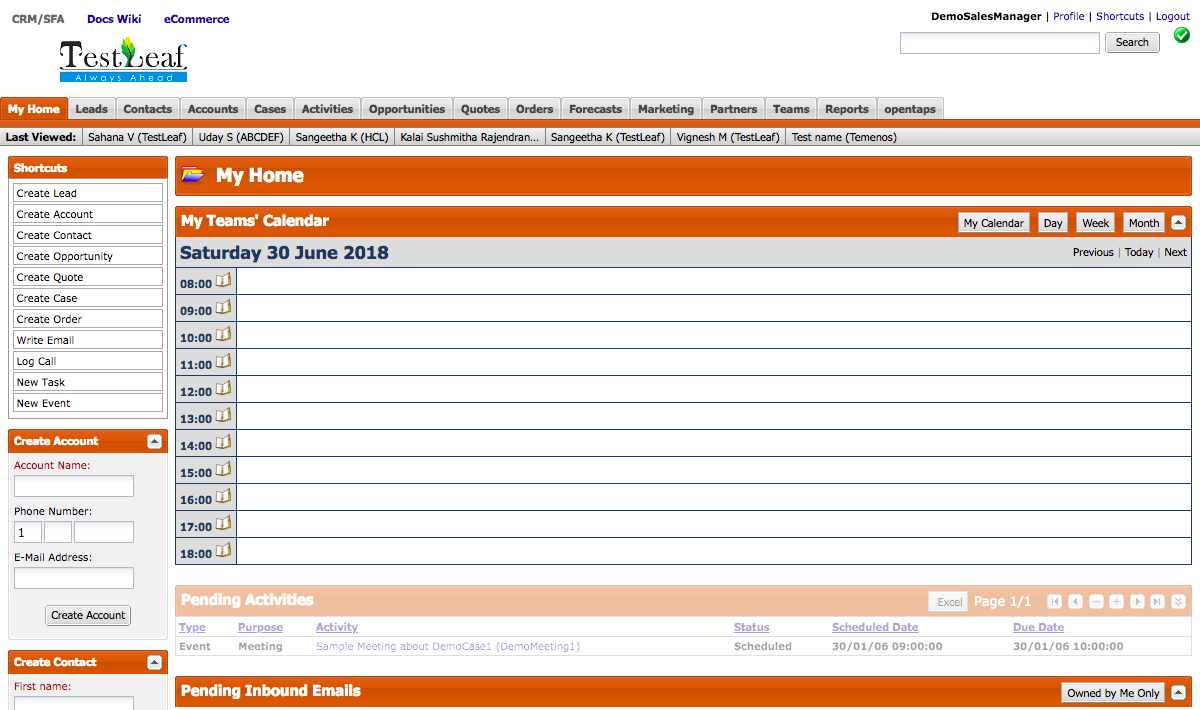 CRM/SFA Docs Wiki eCommerce
DemoSalesManager | Profile | Shortcuts | Logout
TestLeaf
Always Ahead
Search
My Home Leads Contacts Accounts Cases Activities Opportunities Quotes Orders Forecasts Marketing Partners Teams Reports opentaps
Last Viewed: Sahana V (TestLeaf) Uday S (ABCDEF) Sangeetha K (HCL) Kalai Sushmitha Rajendran... Sangeetha K (TestLeaf) Vignesh M (TestLeaf) Test name (Temenos)
Shortcuts
Create Lead
Create Account
Create Contact
Create Opportunity
Create Quote
Create Case
Create Order
Write Email
Log Call
New Task
New Event
Create Account
Account Name:
Phone Number:
1
E-Mail Address:
Create Account
Create Contact
First name:
My Home
My Teams' Calendar My Calendar Day Week Month
Saturday 30 June 2018 Previous | Today | Next
08:00
09:00
10:00
11:00
12:00
13:00
14:00
15:00
16:00
17:00
18:00
Pending Activities Excel Page 1/1
Type Purpose Activity Status Scheduled Date Due Date
Event Meeting Sample Meeting about DemoCase1 (DemoMeeting1) Scheduled 30/01/06 09:00:00 30/01/06 10:00:00
Pending Inbound Emails Owned by Me Only